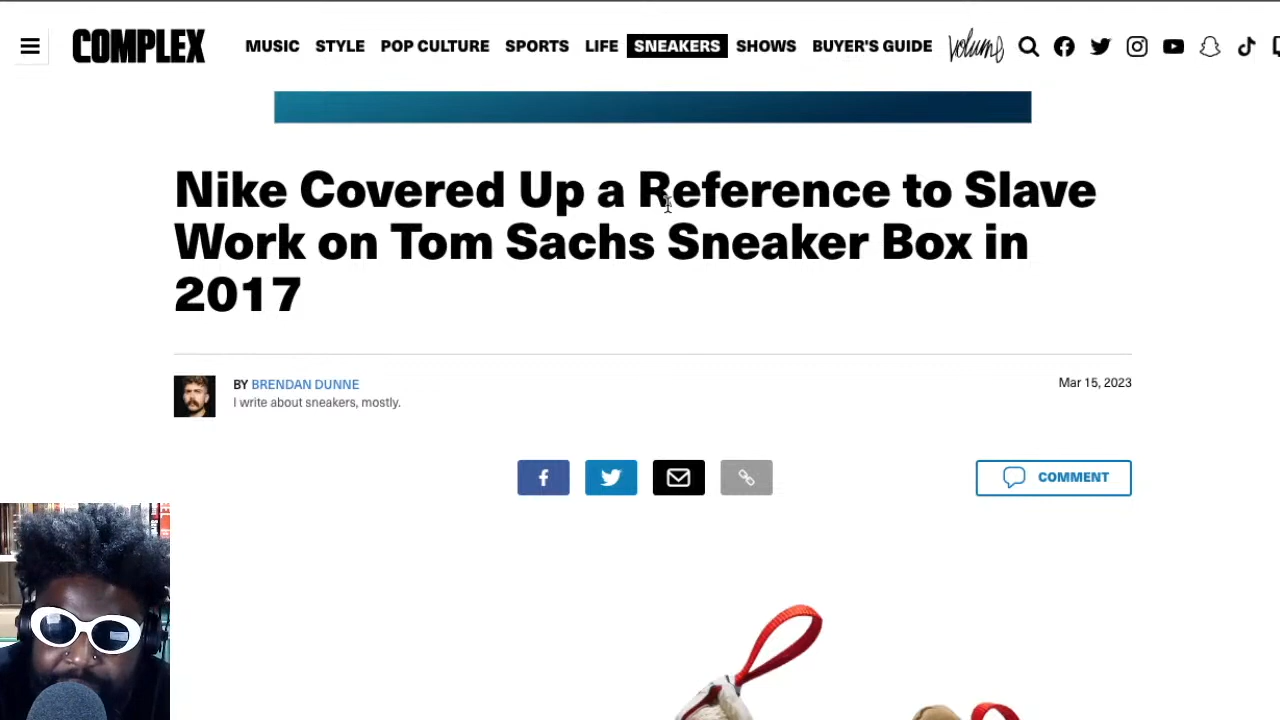 COMPLEX
MUSIC STYLE POP CULTURE SPORTS LIFE SNEAKERS SHOWS BUYER'S GUIDE volume
Nike Covered Up a Reference to Slave
Work on Tom Sachs Sneaker Box in
2017
BY BRENDAN DUNNE
Mar 15, 2023
I write about sneakers, mostly.
COMMENT